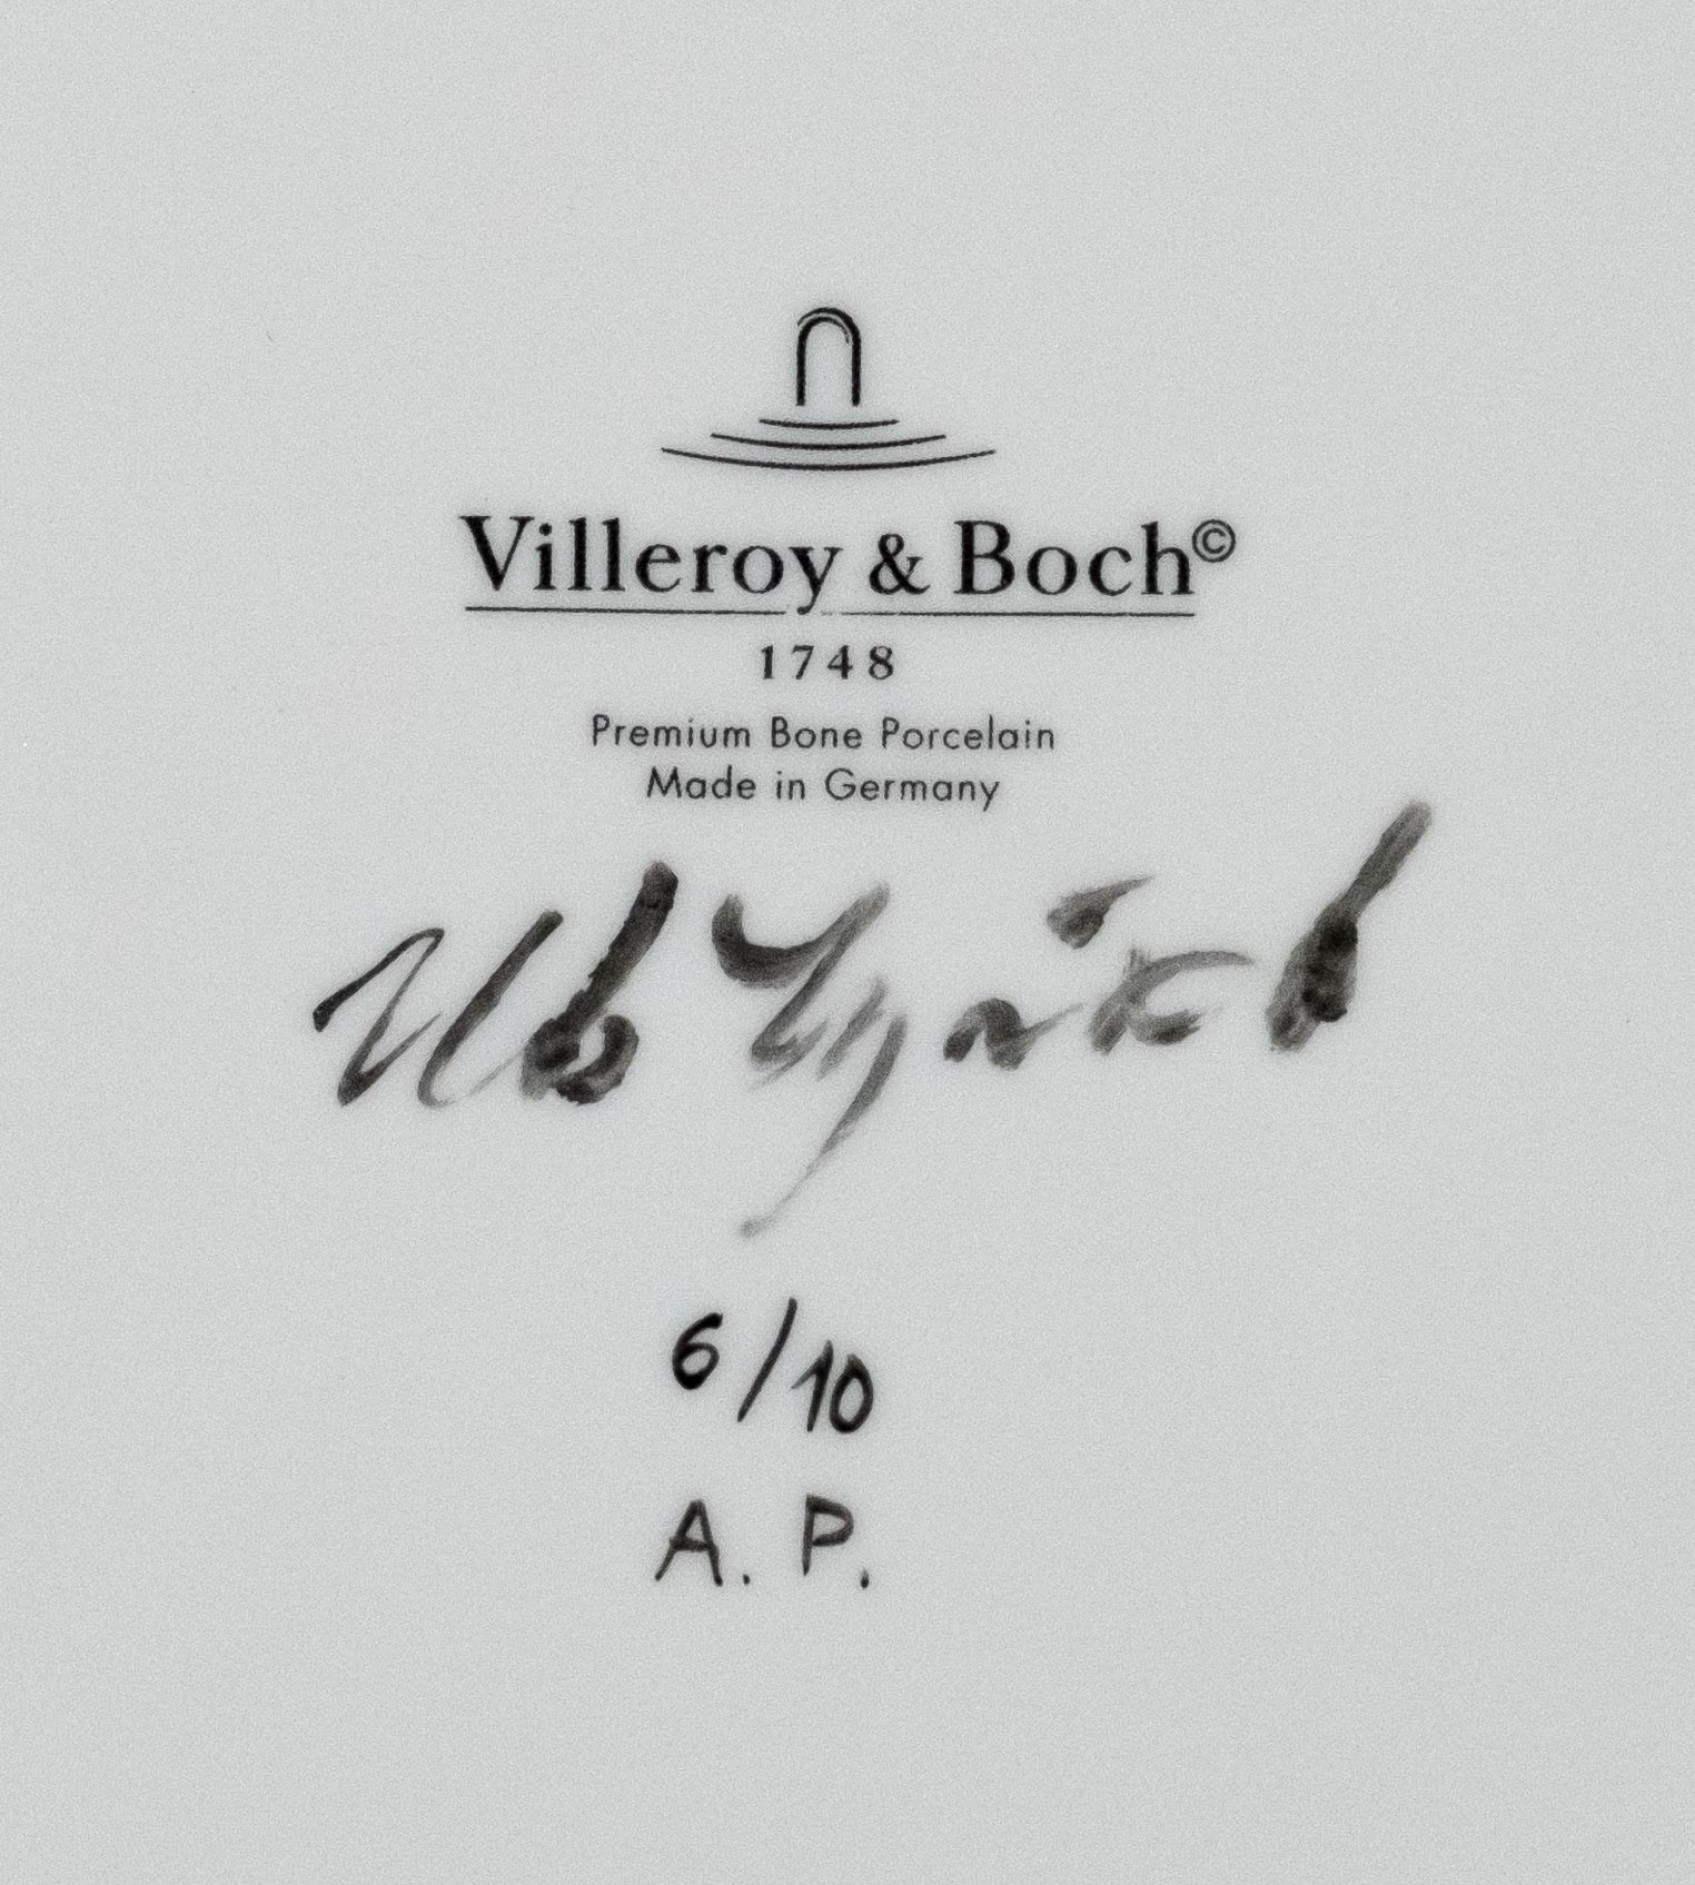 Villeroy & Boch©
1748
Premium Bone Porcelain
Made in Germany
6/10
A. P.